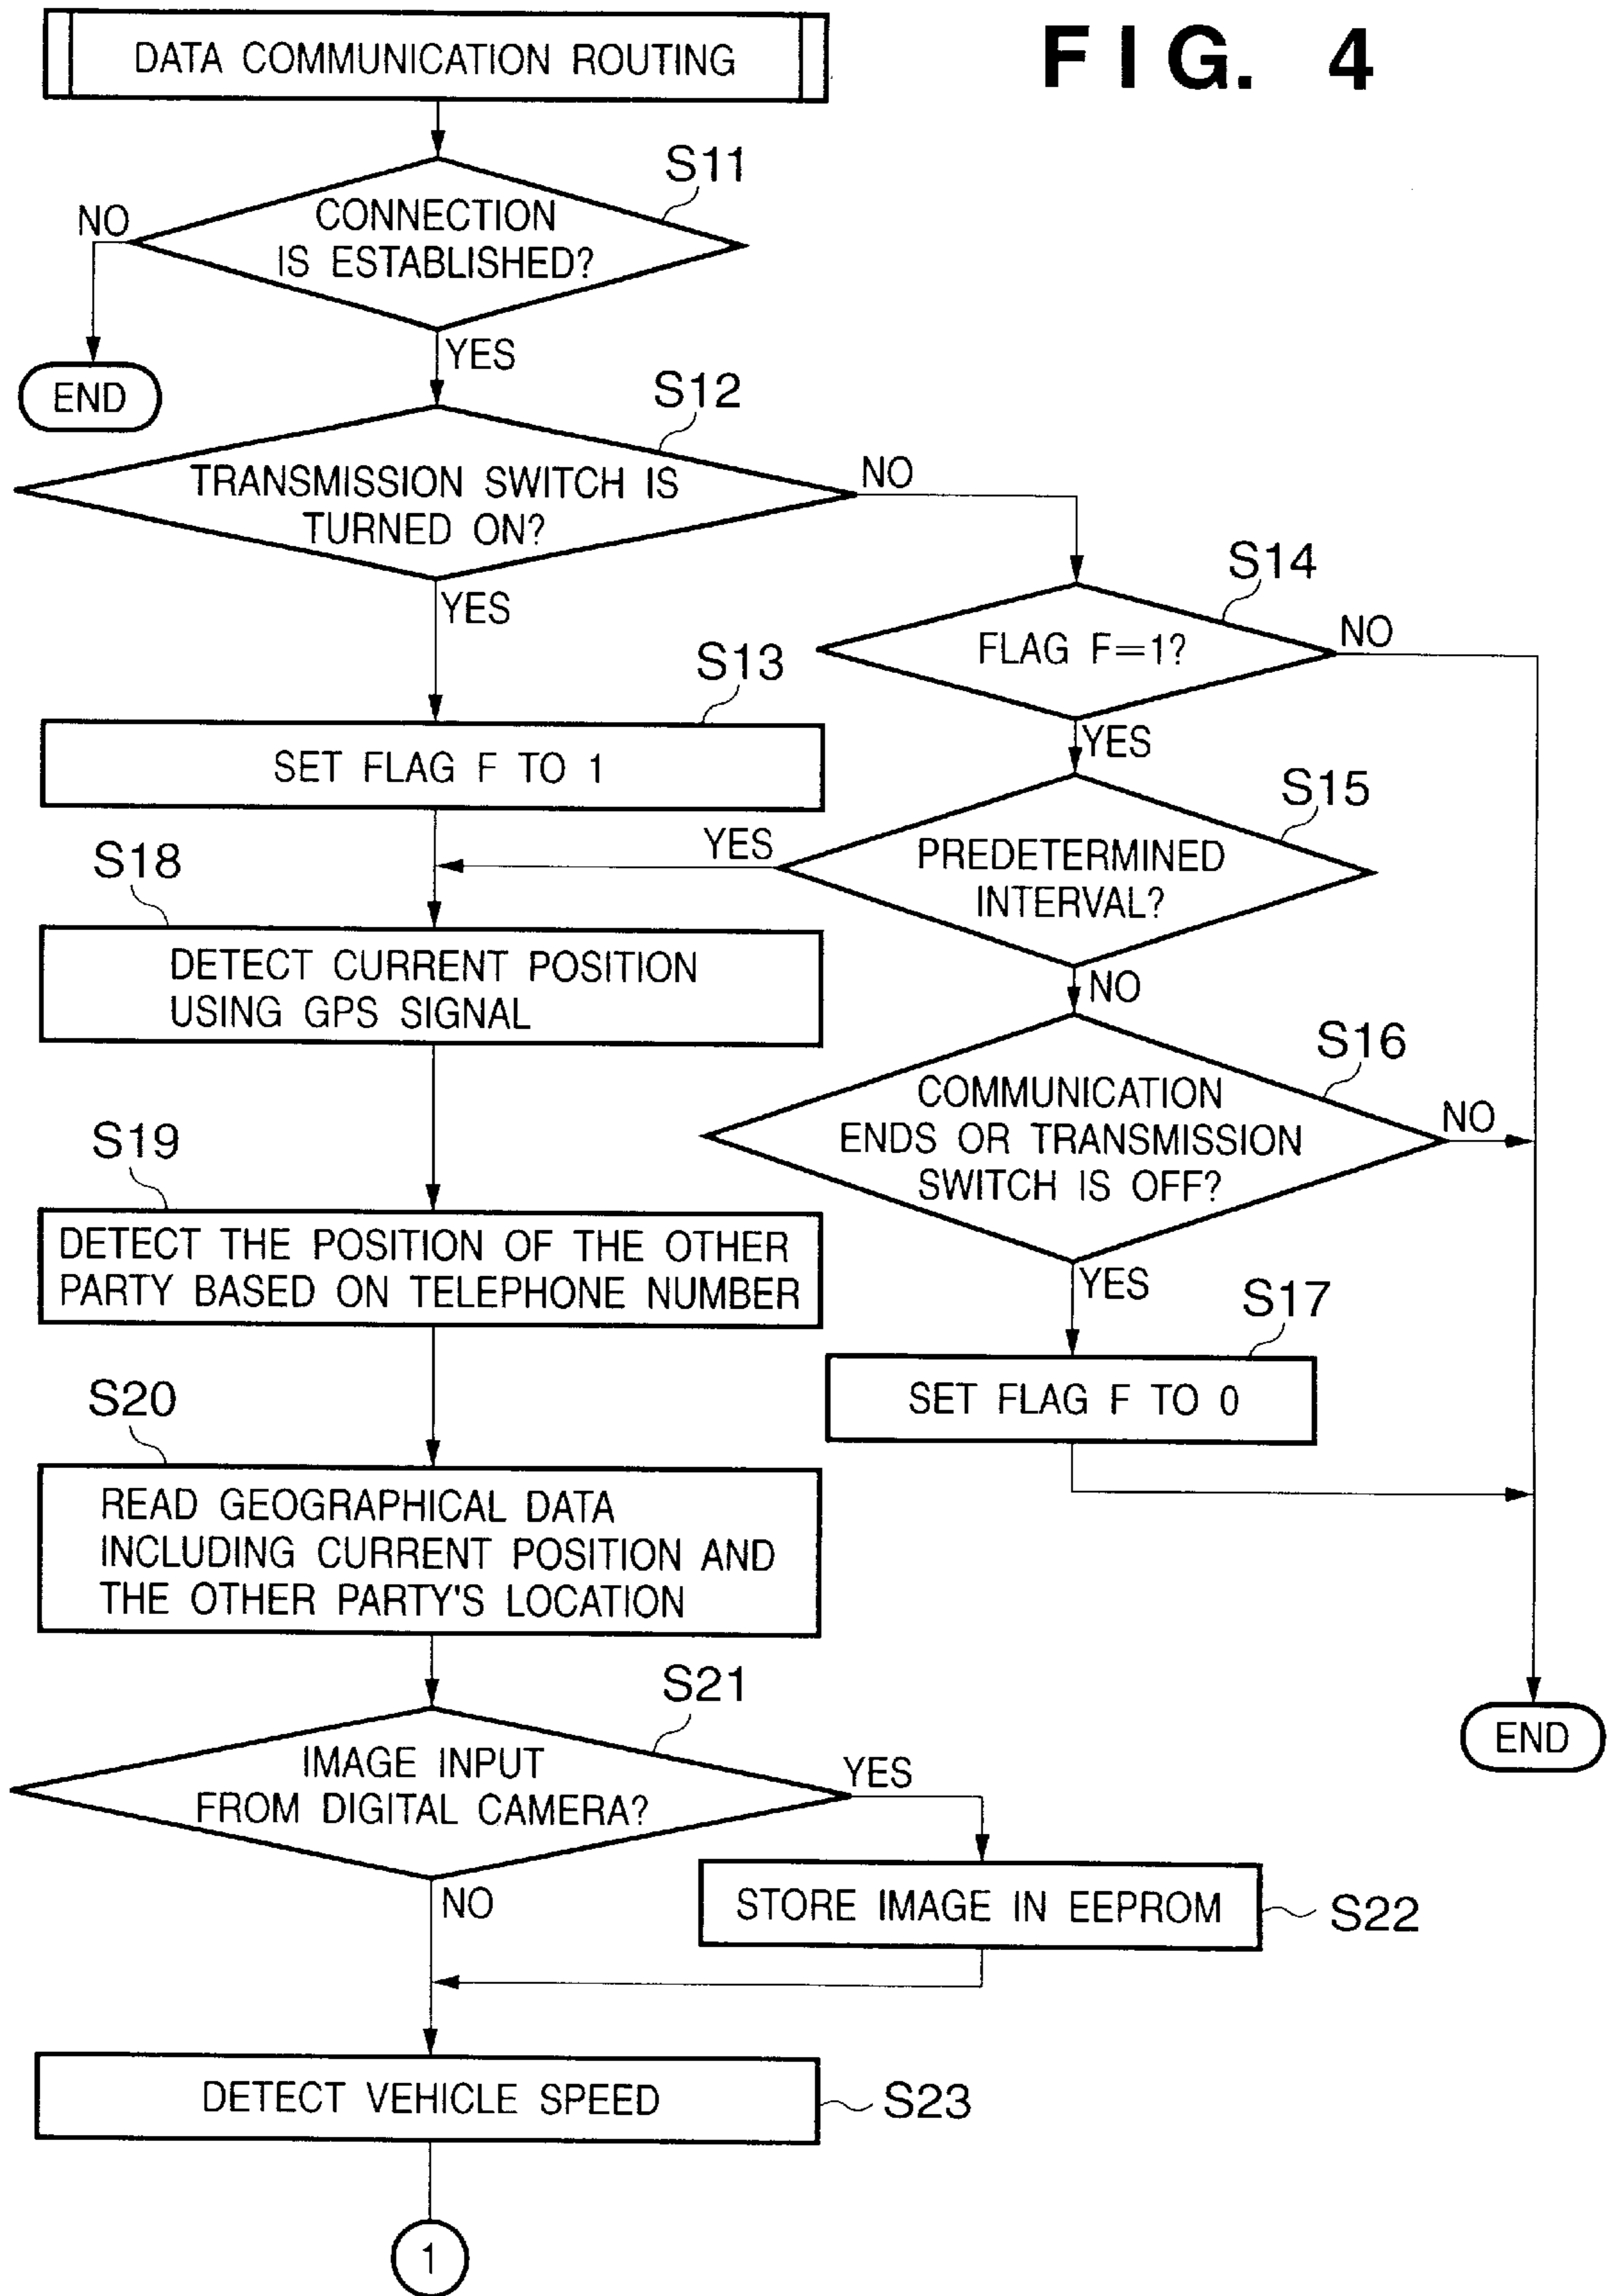 FIG. 4
DATA COMMUNICATION ROUTING
S11
CONNECTION
IS ESTABLISHED?
NO
YES
END
S12
TRANSMISSION SWITCH IS
TURNED ON?
NO
YES
S14
FLAG F=1?
NO
YES
S13
SET FLAG F TO 1
S15
PREDETERMINED
INTERVAL?
YES
NO
S18
DETECT CURRENT POSITION
USING GPS SIGNAL
S16
COMMUNICATION
ENDS OR TRANSMISSION
SWITCH IS OFF?
NO
YES
S19
DETECT THE POSITION OF THE OTHER
PARTY BASED ON TELEPHONE NUMBER
S17
SET FLAG F TO 0
S20
READ GEOGRAPHICAL DATA
INCLUDING CURRENT POSITION AND
THE OTHER PARTY'S LOCATION
END
S21
IMAGE INPUT
FROM DIGITAL CAMERA?
YES
NO
STORE IMAGE IN EEPROM
S22
DETECT VEHICLE SPEED
S23
1